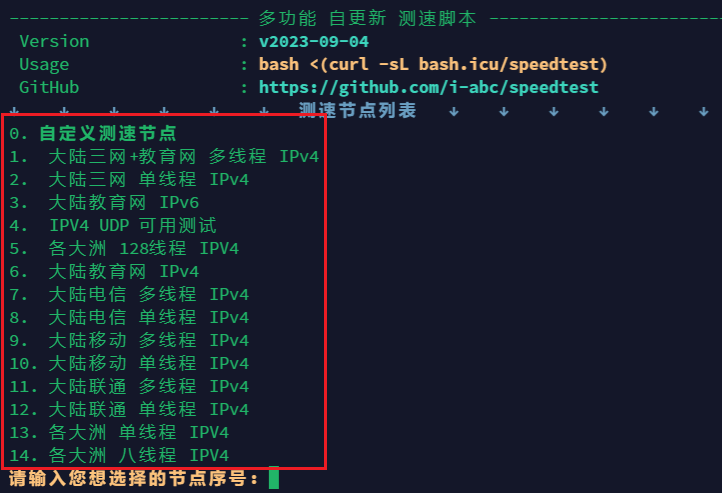 ------------------------ 多功能 自更新 测速脚本 -----------------------
Version : v2023-09-04
Usage : bash <(curl -sL bash.icu/speedtest)
GitHub : https://github.com/i-abc/speedtest
↓ ↓ ↓ ↓ ↓ ↓ 测速节点列表 ↓ ↓ ↓ ↓ ↓ ↓
0. 自定义测速节点
1. 大陆三网+教育网 多线程 IPv4
2. 大陆三网 单线程 IPv4
3. 大陆教育网 IPv6
4. IPV4 UDP 可用测试
5. 各大洲 128线程 IPV4
6. 大陆教育网 IPv4
7. 大陆电信 多线程 IPv4
8. 大陆电信 单线程 IPv4
9. 大陆移动 多线程 IPv4
10. 大陆移动 单线程 IPv4
11. 大陆联通 多线程 IPv4
12. 大陆联通 单线程 IPv4
13. 各大洲 单线程 IPV4
14. 各大洲 八线程 IPV4
请输入您想选择的节点序号: